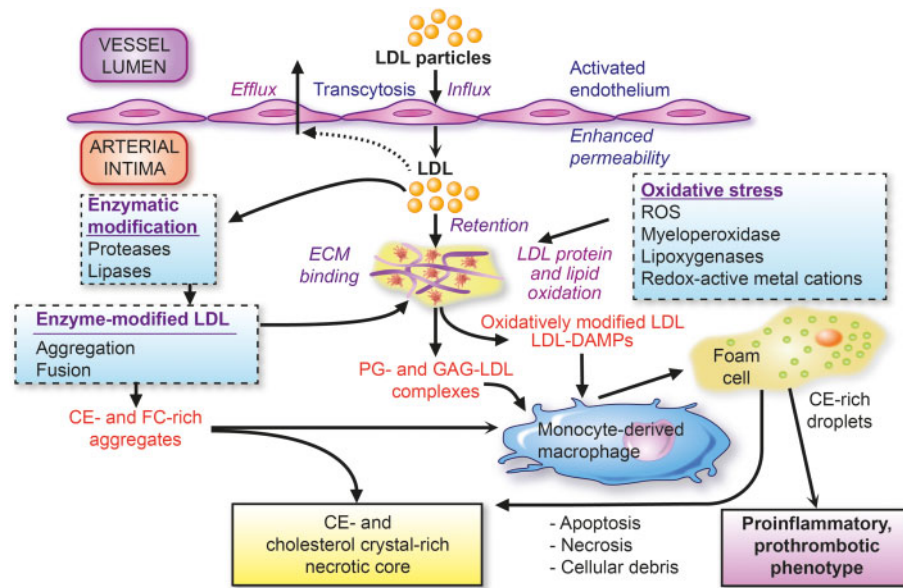 VESSEL
LUMEN
LDL particles
Efflux
Transcytosis
Influx
Activated
endothelium
ARTERIAL
INTIMA
Enhanced
permeability
LDL
Enzymatic
modification
Proteases
Lipases
Retention
ECM
binding
LDL protein
and lipid
oxidation
Oxidative stress
ROS
Myeloperoxidase
Lipoxygenases
Redox-active metal cations
Enzyme-modified LDL
Aggregation
Fusion
Oxidatively modified LDL
LDL-DAMPs
PG- and GAG-LDL
complexes
Foam
cell
CE-rich
droplets
CE- and FC-rich
aggregates
Monocyte-derived
macrophage
CE- and
cholesterol crystal-rich
necrotic core
- Apoptosis
- Necrosis
- Cellular debris
Proinflammatory,
prothrombotic
phenotype